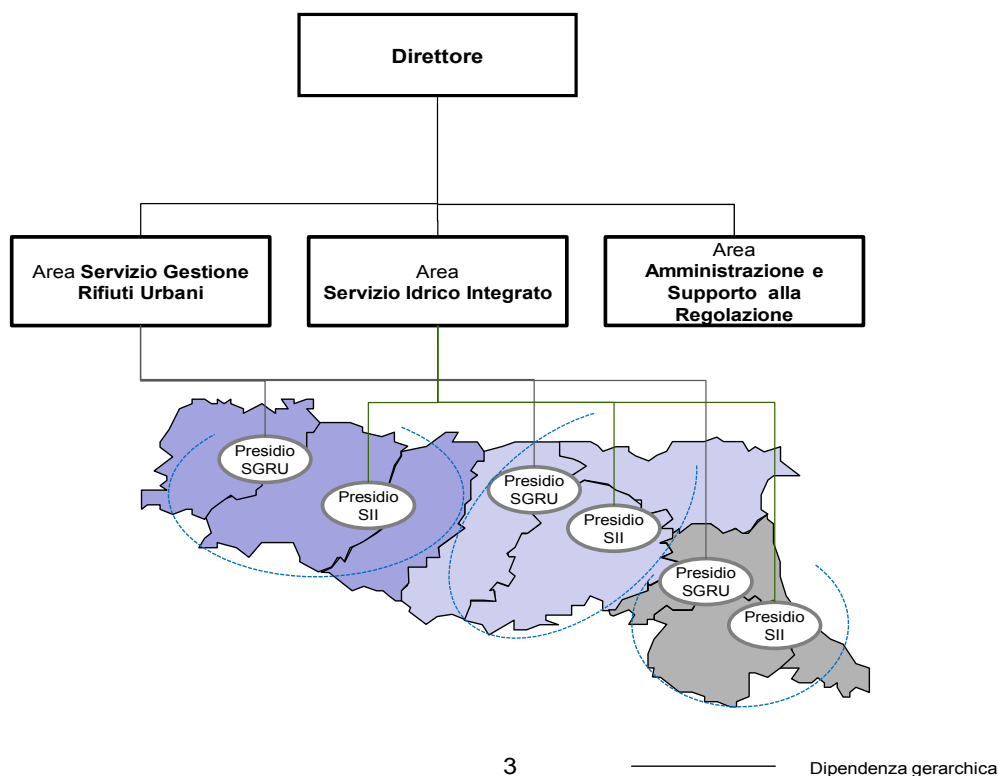 Direttore
Area Servizio Gestione
Rifiuti Urbani
Area
Servizio Idrico Integrato
Area
Amministrazione e
Supporto alla
Regolazione
Presidio
SGRU
Presidio
SII
Presidio
SGRU
Presidio
SII
Presidio
SGRU
Presidio
SII
3
Dipendenza gerarchica